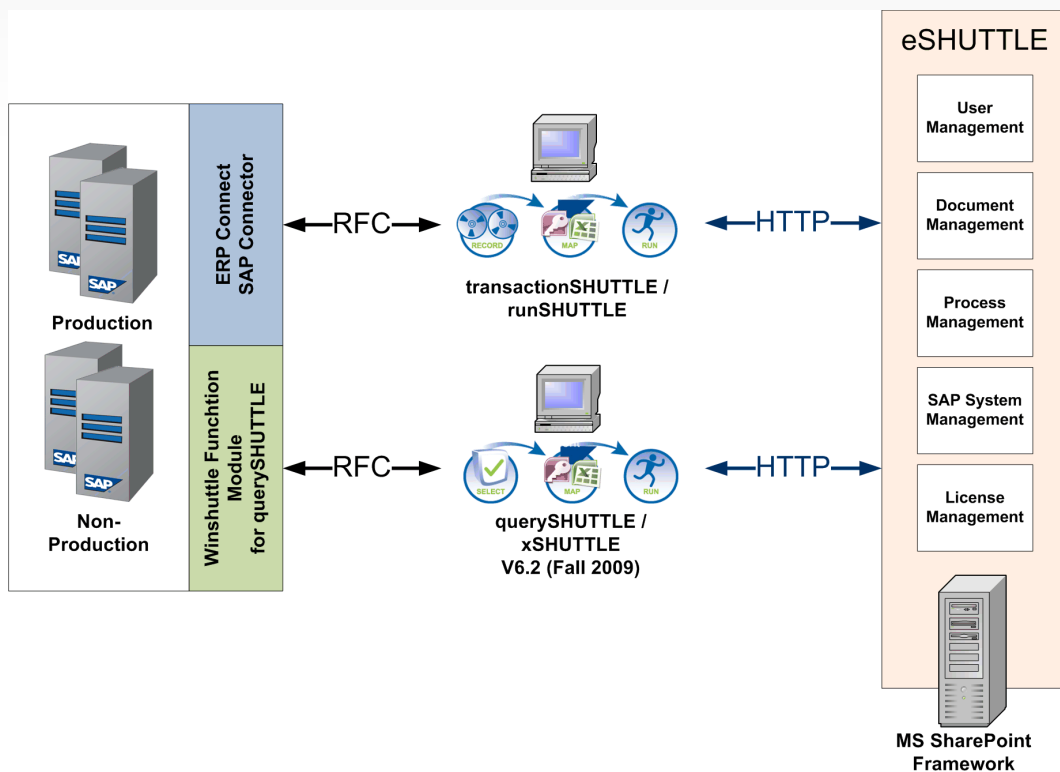 eSHUTTLE
User
Management
Document
Management
Process
Management
SAP System
Management
License
Management
MS SharePoint
Framework
SAP
SAP
Production
SAP
SAP
Non-
Production
ERP Connect
SAP Connector
Winshuttle Funchtion
Module
for querySHUTTLE
RFC
RECORD
MAP
RUN
transactionSHUTTLE /
runSHUTTLE
HTTP
RFC
SELECT
MAP
RUN
querySHUTTLE /
xSHUTTLE
V6.2 (Fall 2009)
HTTP